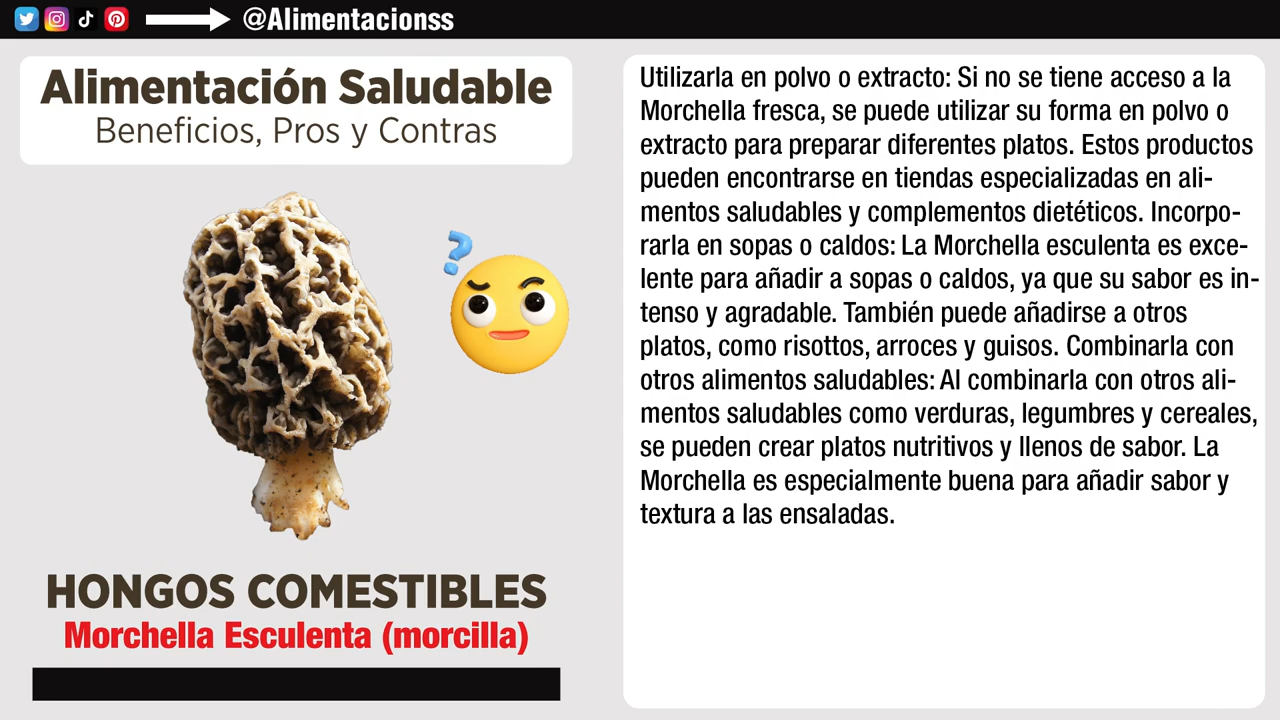 @Alimentacionss
Alimentación Saludable
Beneficios, Pros y Contras
HONGOS COMESTIBLES
Morchella Esculenta (morcilla)
Utilizarla en polvo o extracto: Si no se tiene acceso a la
Morchella fresca, se puede utilizar su forma en polvo o
extracto para preparar diferentes platos. Estos productos
pueden encontrarse en tiendas especializadas en ali-
mentos saludables y complementos dietéticos. Incorpo-
rarla en sopas o caldos: La Morchella esculenta es exce-
lente para añadir a sopas o caldos, ya que su sabor es in-
tenso y agradable. También puede añadirse a otros
platos, como risottos, arroces y guisos. Combinarla con
otros alimentos saludables: Al combinarla con otros ali-
mentos saludables como verduras, legumbres y cereales,
se pueden crear platos nutritivos y llenos de sabor. La
Morchella es especialmente buena para añadir sabor y
textura a las ensaladas.